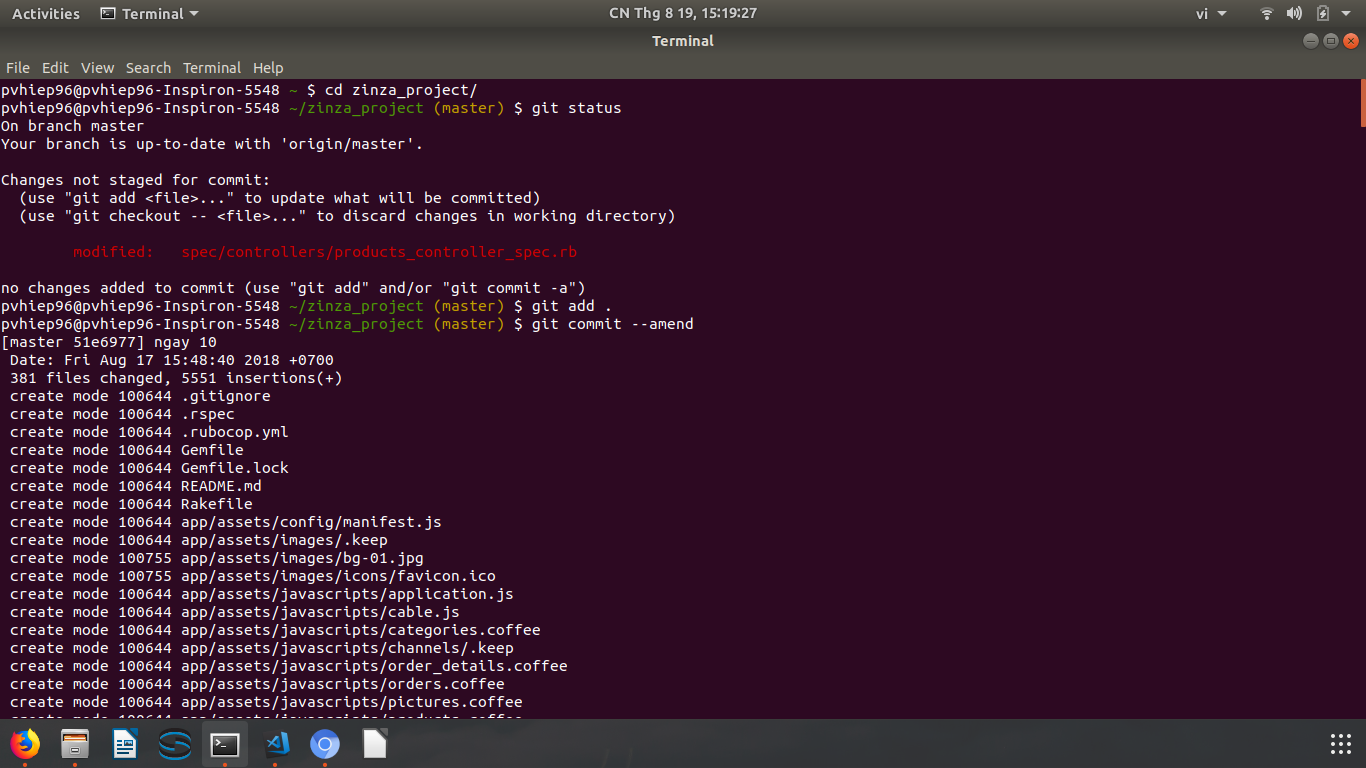 Activities Terminal CN Thg 8 19, 15:19:27 vi
Terminal
File Edit View Search Terminal Help
pvhiep96@pvhiep96-Inspiron-5548 ~ $ cd zinza_project/
pvhiep96@pvhiep96-Inspiron-5548 ~/zinza_project (master) $ git status
On branch master
Your branch is up-to-date with 'origin/master'.
Changes not staged for commit:
(use "git add <file>..." to update what will be committed)
(use "git checkout -- <file>..." to discard changes in working directory)
modified: spec/controllers/products_controller_spec.rb
no changes added to commit (use "git add" and/or "git commit -a")
pvhiep96@pvhiep96-Inspiron-5548 ~/zinza_project (master) $ git add .
pvhiep96@pvhiep96-Inspiron-5548 ~/zinza_project (master) $ git commit --amend
[master 51e6977] ngay 10
Date: Fri Aug 17 15:48:40 2018 +0700
381 files changed, 5551 insertions(+)
create mode 100644 .gitignore
create mode 100644 .rspec
create mode 100644 .rubocop.yml
create mode 100644 Gemfile
create mode 100644 Gemfile.lock
create mode 100644 README.md
create mode 100644 Rakefile
create mode 100644 app/assets/config/manifest.js
create mode 100644 app/assets/images/.keep
create mode 100755 app/assets/images/bg-01.jpg
create mode 100755 app/assets/images/icons/favicon.ico
create mode 100644 app/assets/javascripts/application.js
create mode 100644 app/assets/javascripts/cable.js
create mode 100644 app/assets/javascripts/categories.coffee
create mode 100644 app/assets/javascripts/channels/.keep
create mode 100644 app/assets/javascripts/order_details.coffee
create mode 100644 app/assets/javascripts/orders.coffee
create mode 100644 app/assets/javascripts/pictures.coffee